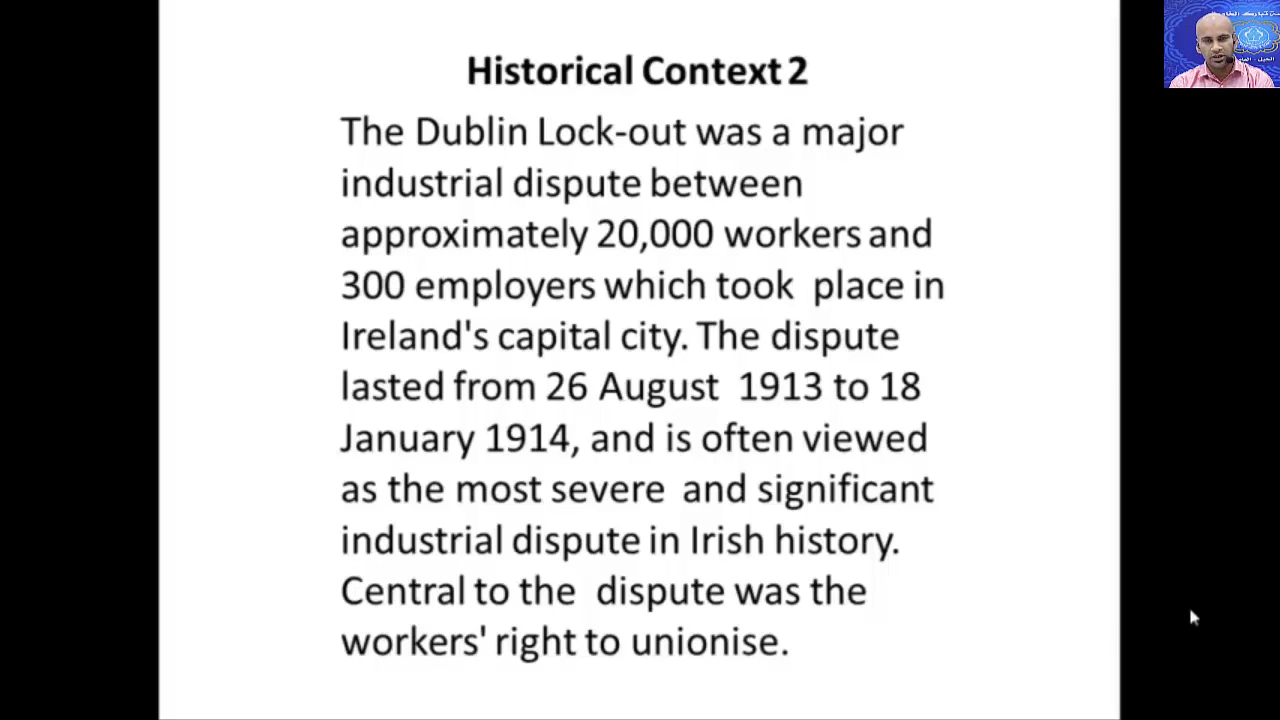 Historical Context 2
The Dublin Lock-out was a major
industrial dispute between
approximately 20,000 workers and
300 employers which took place in
Ireland's capital city. The dispute
lasted from 26 August 1913 to 18
January 1914, and is often viewed
as the most severe and significant
industrial dispute in Irish history.
Central to the dispute was the
workers' right to unionise.